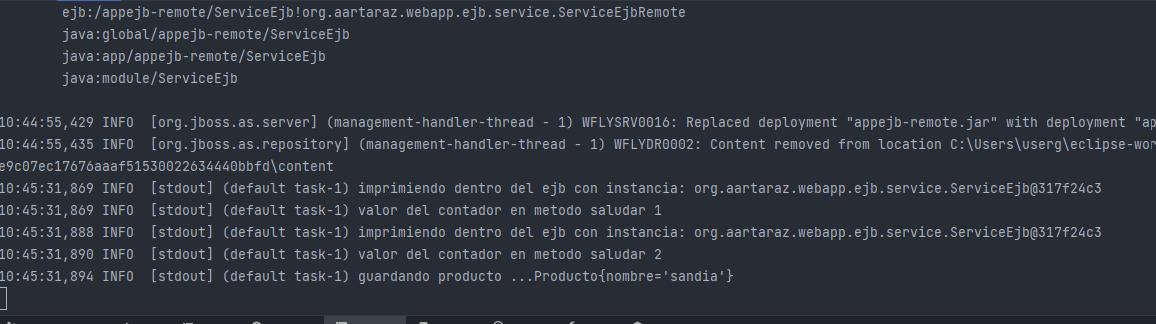 ejb:/appejb-remote/ServiceEjb!org.aartaraz.webapp.ejb.service.ServiceEjbRemote
java:global/appejb-remote/ServiceEjb
java:app/appejb-remote/ServiceEjb
java:module/ServiceEjb
10:44:55,429 INFO  [org.jboss.as.server] (management-handler-thread - 1) WFLYSRV0016: Replaced deployment "appejb-remote.jar" with deployment "ap
10:44:55,435 INFO  [org.jboss.as.repository] (management-handler-thread - 1) WFLYDR0002: Content removed from location C:\Users\userg\eclipse-wor
e9c07ec17676aaaf51530022634440bbfd\content
10:45:31,869 INFO  [stdout] (default task-1) imprimiendo dentro del ejb con instancia: org.aartaraz.webapp.ejb.service.ServiceEjb@317f24c3
10:45:31,869 INFO  [stdout] (default task-1) valor del contador en metodo saludar 1
10:45:31,888 INFO  [stdout] (default task-1) imprimiendo dentro del ejb con instancia: org.aartaraz.webapp.ejb.service.ServiceEjb@317f24c3
10:45:31,890 INFO  [stdout] (default task-1) valor del contador en metodo saludar 2
10:45:31,894 INFO  [stdout] (default task-1) guardando producto ...Producto{nombre='sandia'}